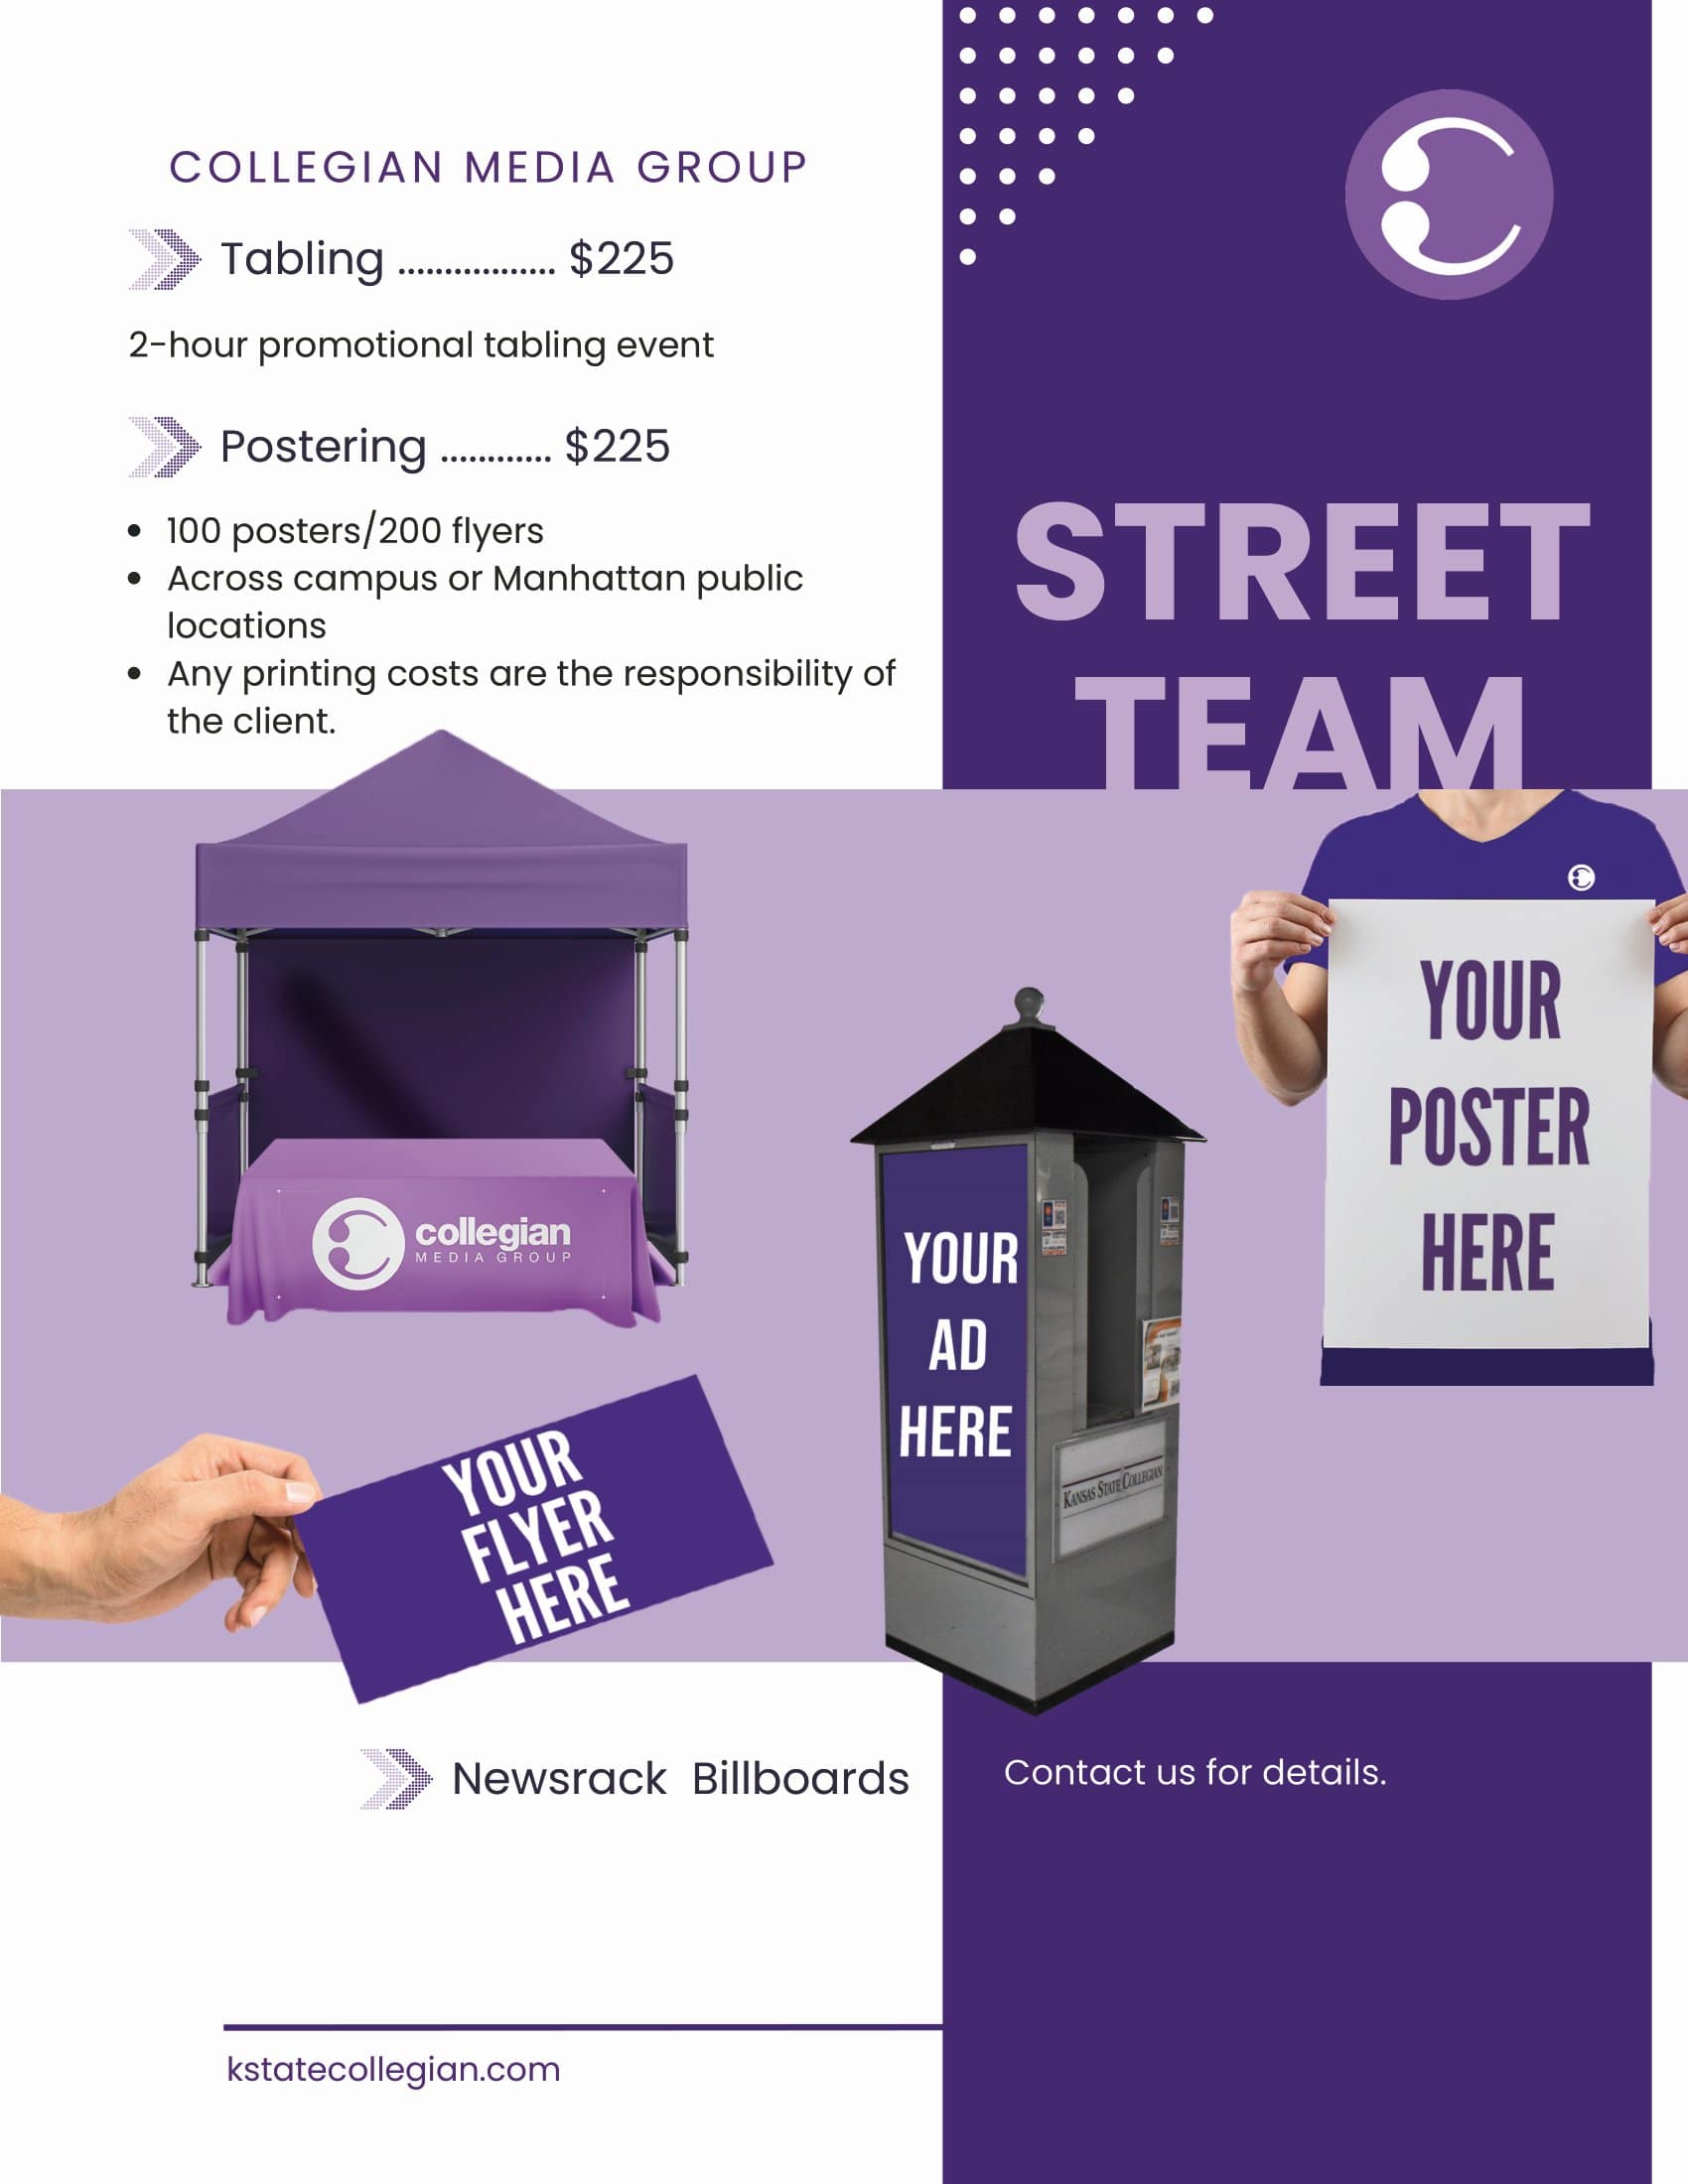 COLLEGIAN MEDIA GROUP
Tabling ................. $225
2-hour promotional tabling event
Postering ............ $225
• 100 posters/200 flyers
• Across campus or Manhattan public
locations
• Any printing costs are the responsibility of
the client.
STREET
TEAM
collegian
MEDIA GROUP
YOUR
POSTER
HERE
YOUR
AD
HERE
KANSAS STATE COLLEGIAN
YOUR
FLYER
HERE
Newsrack Billboards
Contact us for details.
kstatecollegian.com